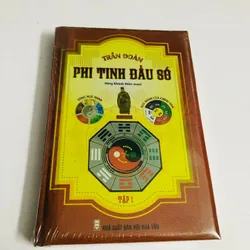 TRẦN ĐOÀN
PHI TINH ĐẨU SỐ
TẬP 1
NHÀ XUẤT BẢN HỘI NHÀ VĂN